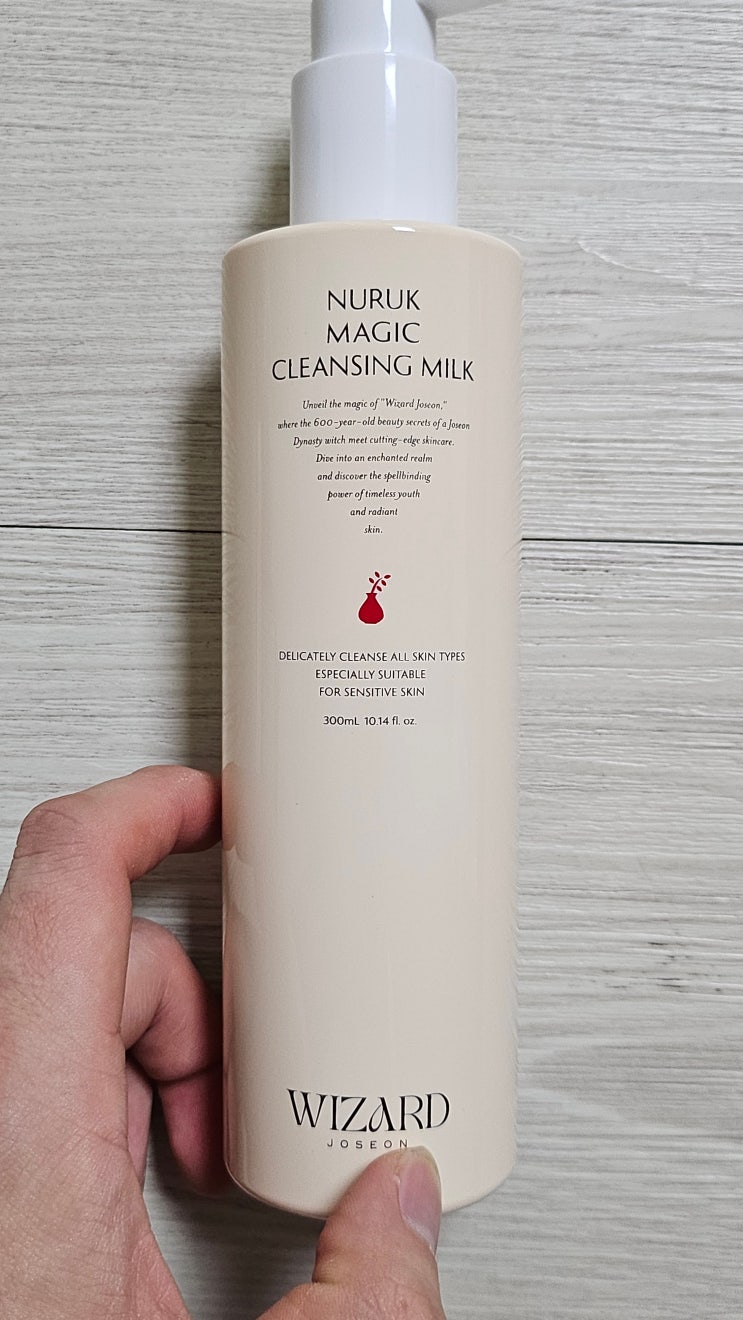 NURUK
MAGIC
CLEANSING MILK
Unveil the magic of "Wizard Joseon,"
where the 600-year-old beauty secrets of a Joseon
Dynasty witch meet cutting-edge skincare.
Dive into an enchanted realm
and discover the spellbinding
power of timeless youth
and radiant
skin.
DELICATELY CLEANSE ALL SKIN TYPES
ESPECIALLY SUITABLE
FOR SENSITIVE SKIN
300mL 10.14 fl. oz.
WIZARD
JOSEON